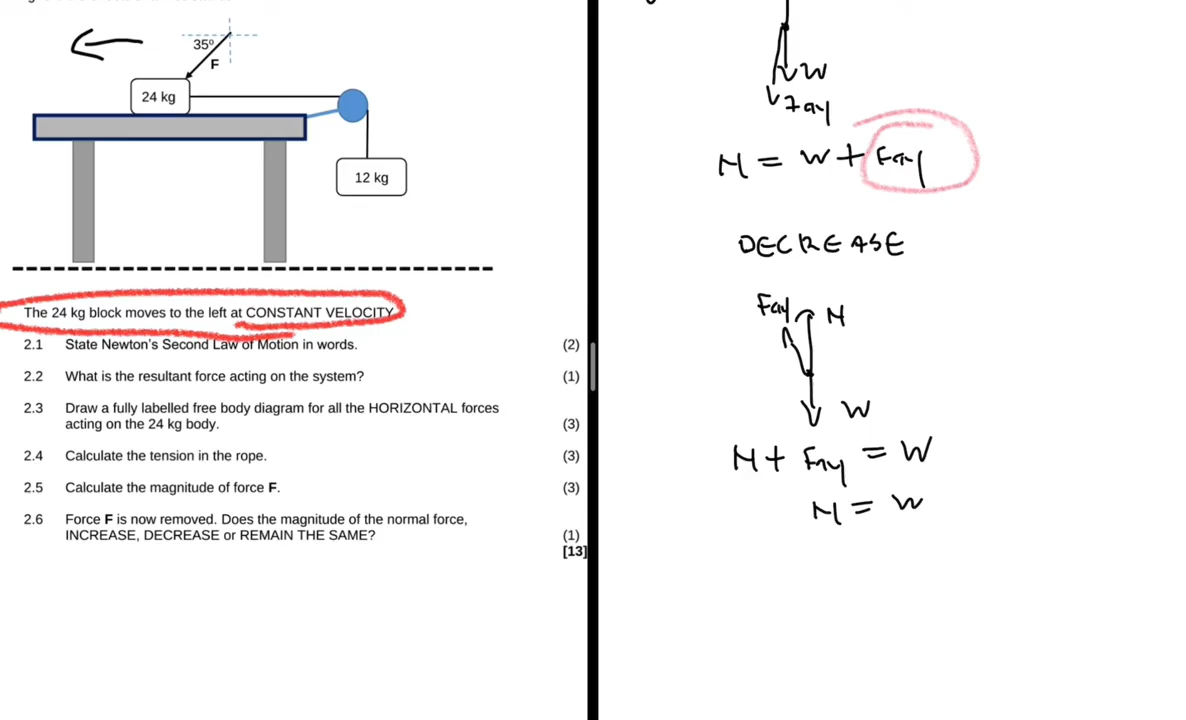 35º
F
24 kg
12 kg
The 24 kg block moves to the left at CONSTANT VELOCITY
2.1 State Newton's Second Law of Motion in words. (2)
2.2 What is the resultant force acting on the system? (1)
2.3 Draw a fully labelled free body diagram for all the HORIZONTAL forces
acting on the 24 kg body. (3)
2.4 Calculate the tension in the rope. (3)
2.5 Calculate the magnitude of force F. (3)
2.6 Force F is now removed. Does the magnitude of the normal force,
INCREASE, DECREASE or REMAIN THE SAME? (1)
[13]
W
Fay
N = W + Fay
DECREASE
Fay N
W
N + Fay = W
N = W